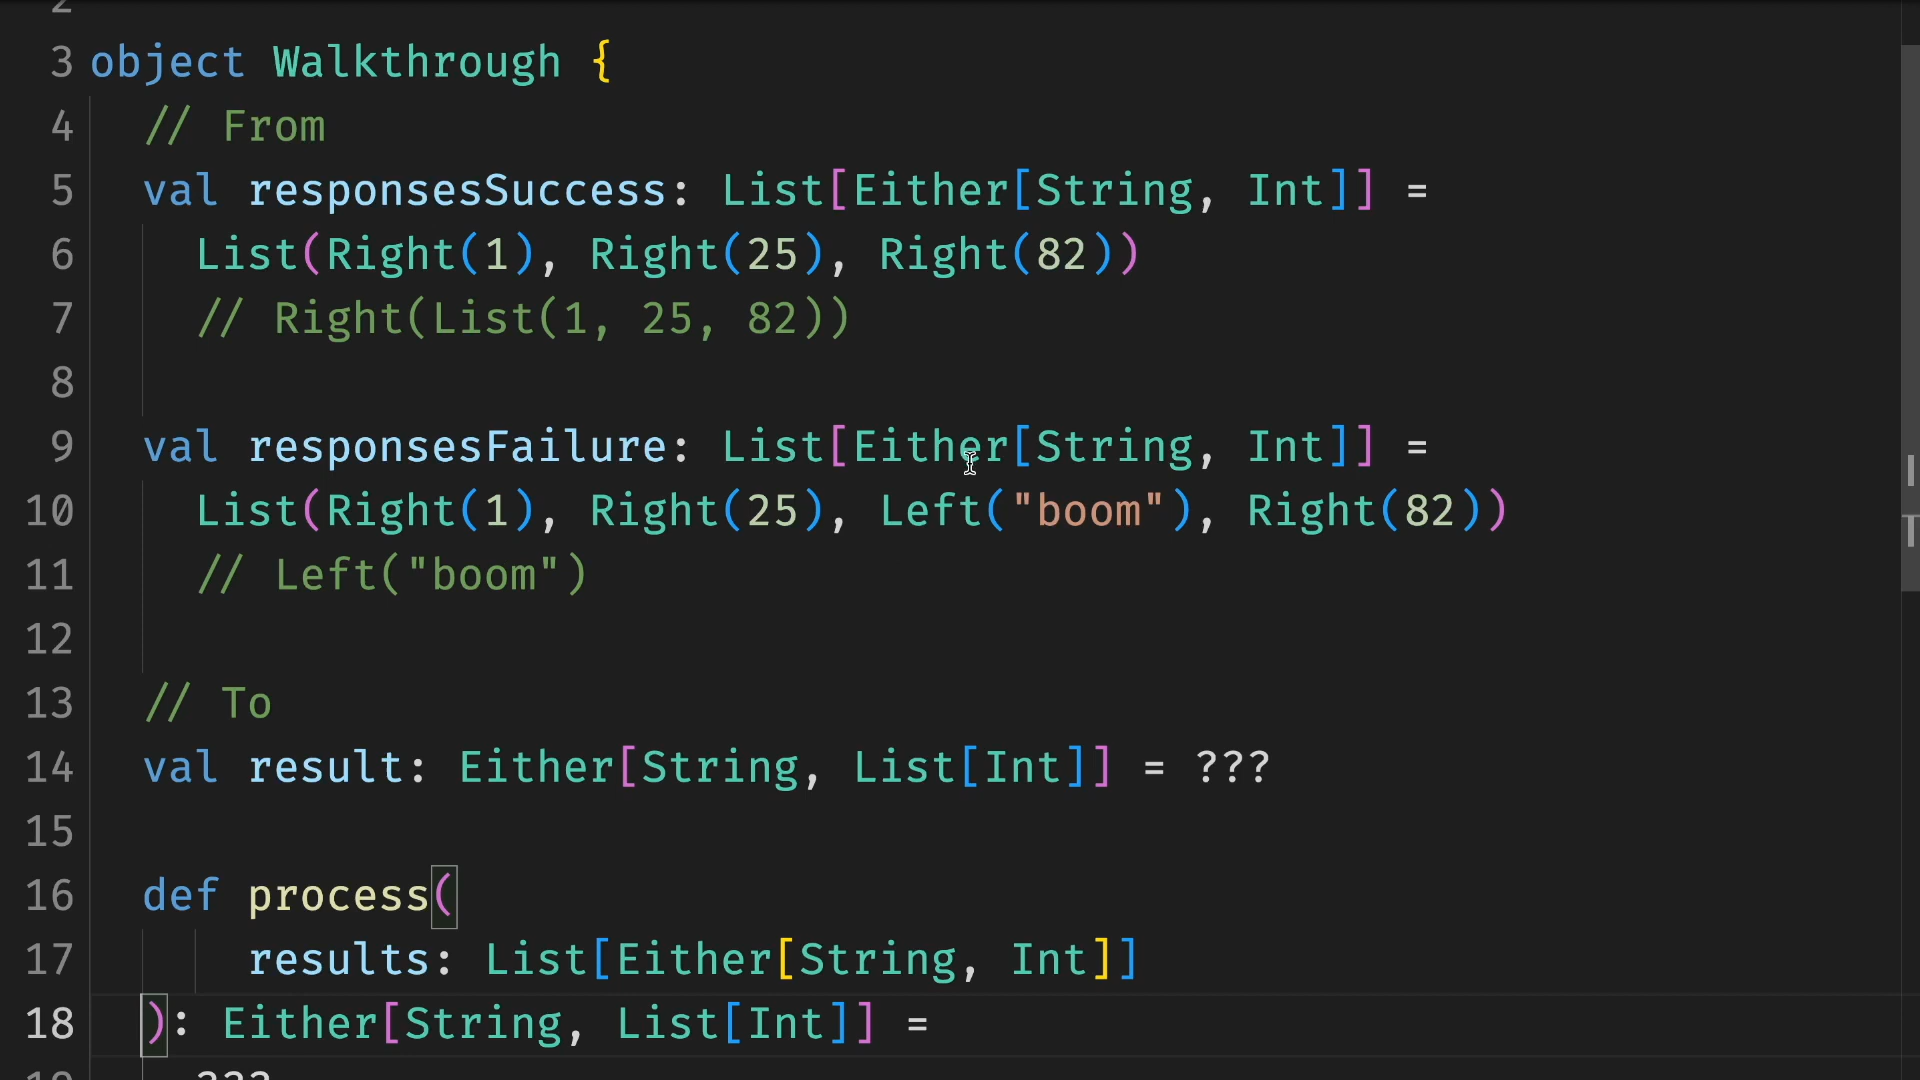 2
3 object Walkthrough {
4 // From
5 val responsesSuccess: List[Either[String, Int]] =
6 List(Right(1), Right(25), Right(82))
7 // Right(List(1, 25, 82))
8
9 val responsesFailure: List[Either[String, Int]] =
10 List(Right(1), Right(25), Left("boom"), Right(82))
11 // Left("boom")
12
13 // To
14 val result: Either[String, List[Int]] = ???
15
16 def process(
17 results: List[Either[String, Int]]
18 ): Either[String, List[Int]] =
19 ???